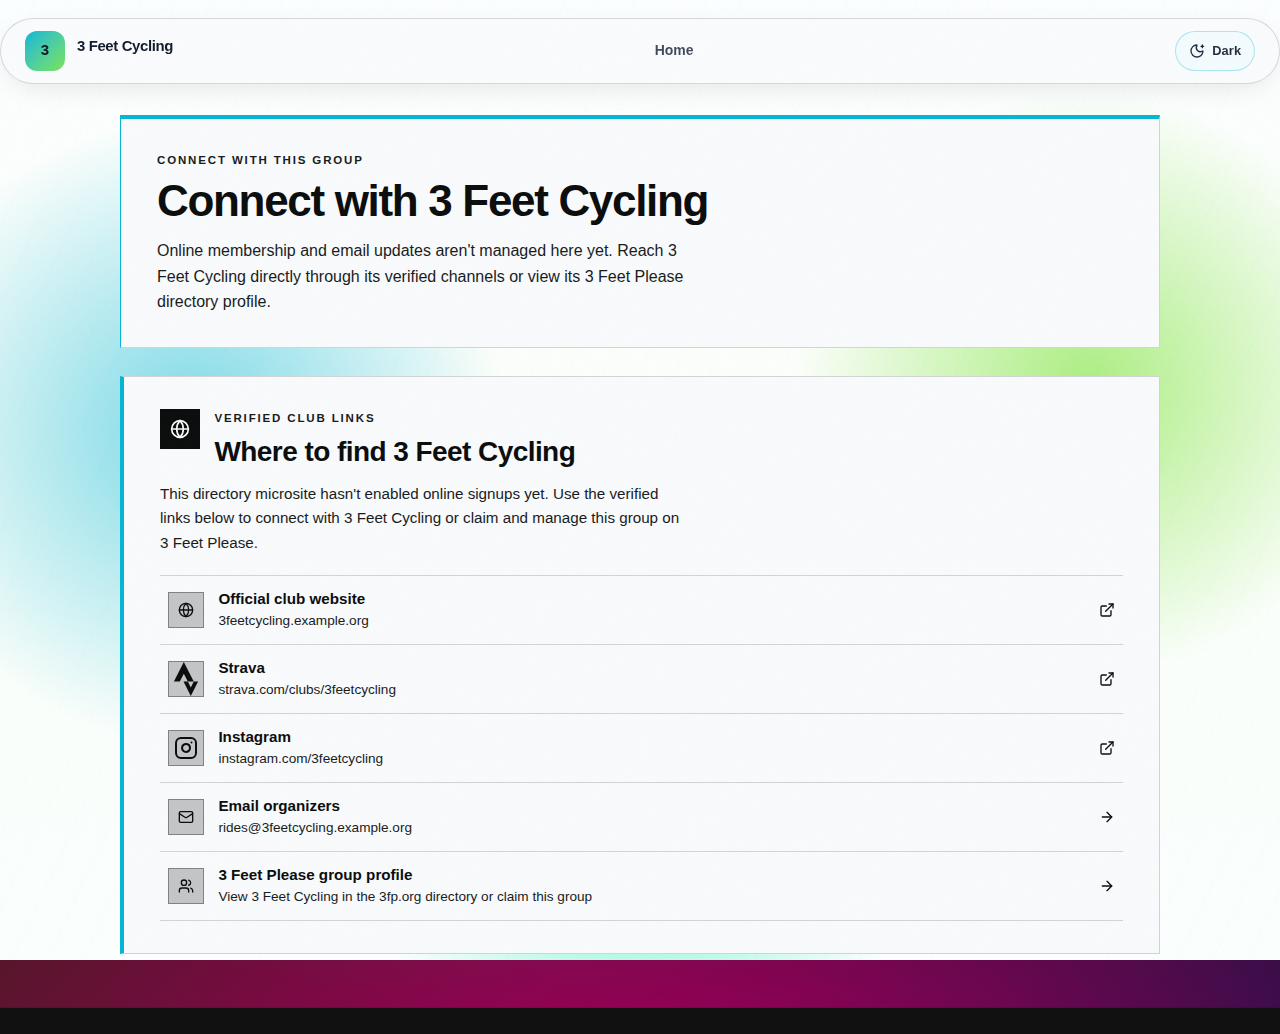 3
3 Feet Cycling
Home
Dark
CONNECT WITH THIS GROUP
Connect with 3 Feet Cycling
Online membership and email updates aren't managed here yet. Reach 3
Feet Cycling directly through its verified channels or view its 3 Feet Please
directory profile.
VERIFIED CLUB LINKS
Where to find 3 Feet Cycling
This directory microsite hasn't enabled online signups yet. Use the verified
links below to connect with 3 Feet Cycling or claim and manage this group on
3 Feet Please.
Official club website
3feetcycling.example.org
Strava
strava.com/clubs/3feetcycling
Instagram
instagram.com/3feetcycling
Email organizers
rides@3feetcycling.example.org
3 Feet Please group profile
View 3 Feet Cycling in the 3fp.org directory or claim this group